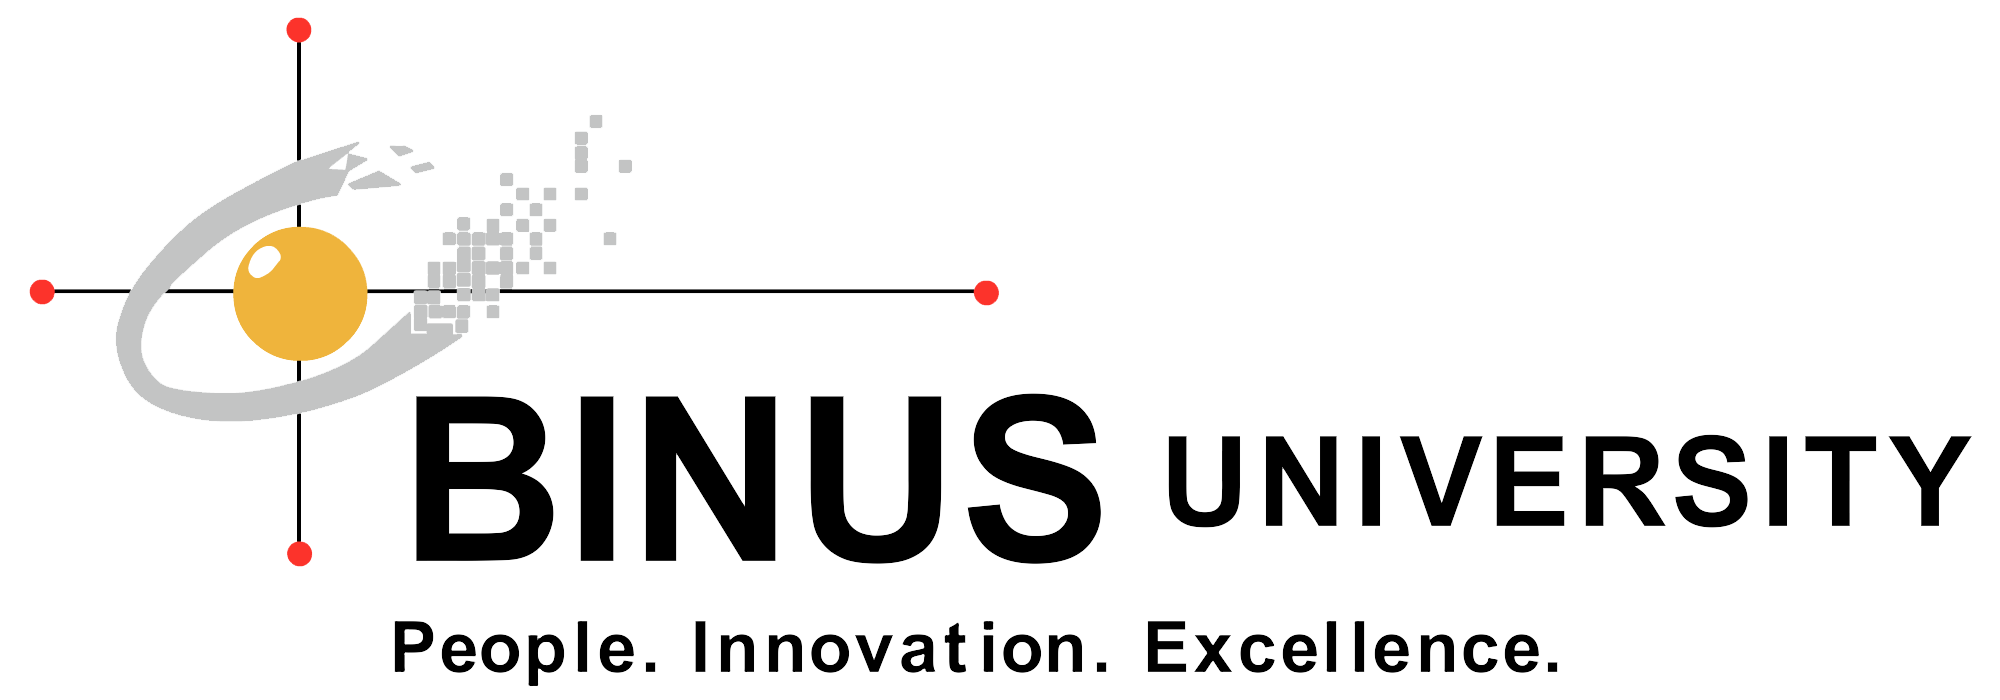 BINUS UNIVERSITY
People. Innovation. Excellence.